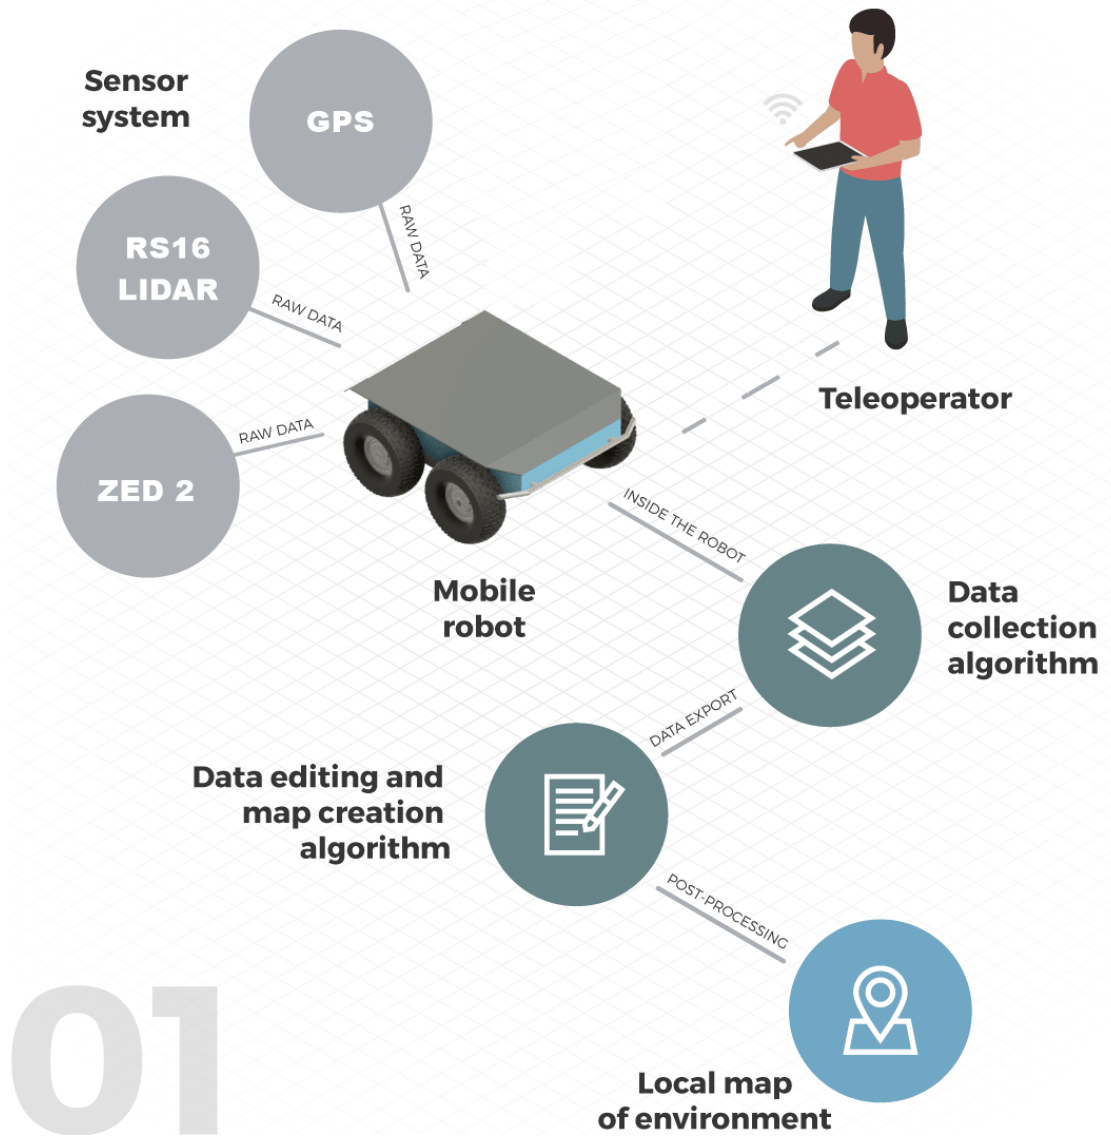 Sensor
system
GPS
RAW DATA
RS16
LIDAR
RAW DATA
ZED 2
RAW DATA
Teleoperator
Mobile
robot
INSIDE THE ROBOT
Data
collection
algorithm
DATA EXPORT
Data editing and
map creation
algorithm
POST-PROCESSING
Local map
of environment
01